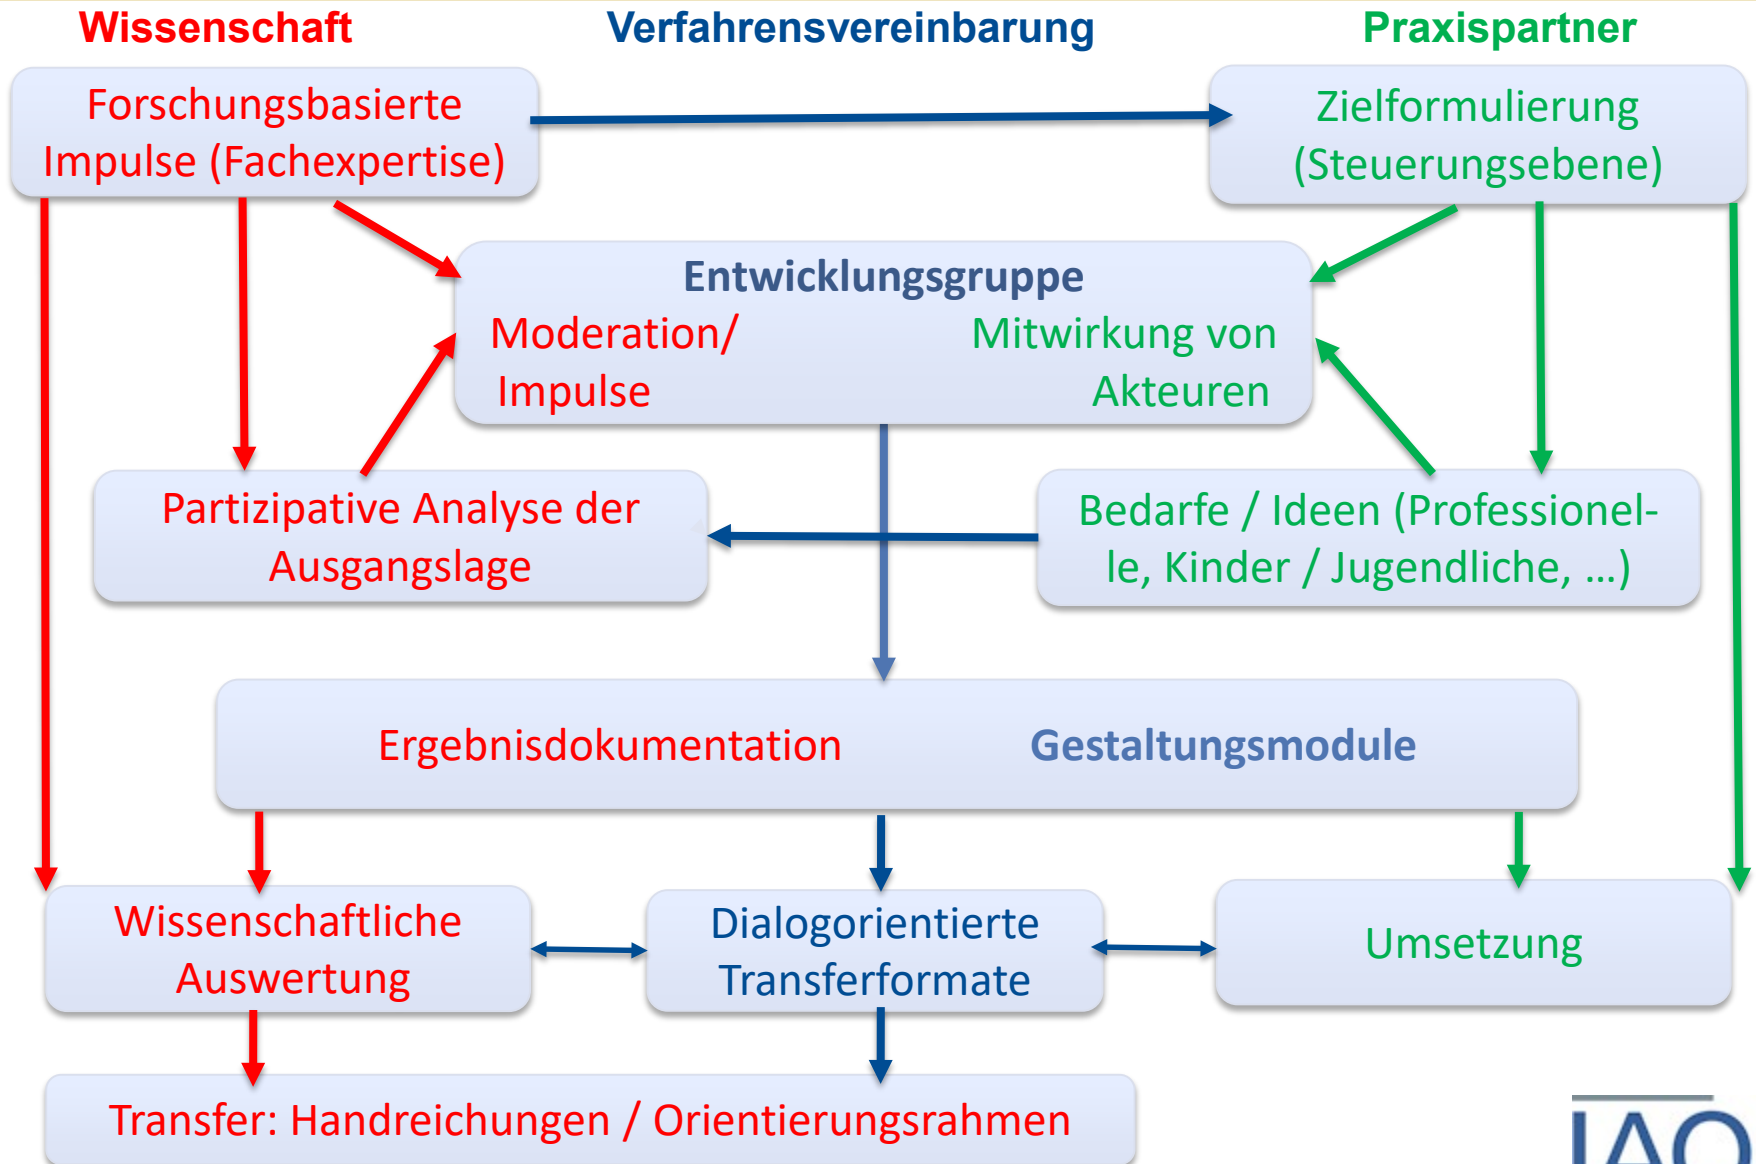 Wissenschaft
Verfahrensvereinbarung
Praxispartner
Forschungsbasierte
Impulse (Fachexpertise)
Zielformulierung
(Steuerungsebene)
Entwicklungsgruppe
Moderation/
Impulse
Mitwirkung von
Akteuren
Partizipative Analyse der
Ausgangslage
Bedarfe / Ideen (Professionel-
le, Kinder / Jugendliche, ...)
Ergebnisdokumentation
Gestaltungsmodule
Wissenschaftliche
Auswertung
Dialogorientierte
Transferformate
Umsetzung
Transfer: Handreichungen / Orientierungsrahmen
IAQ